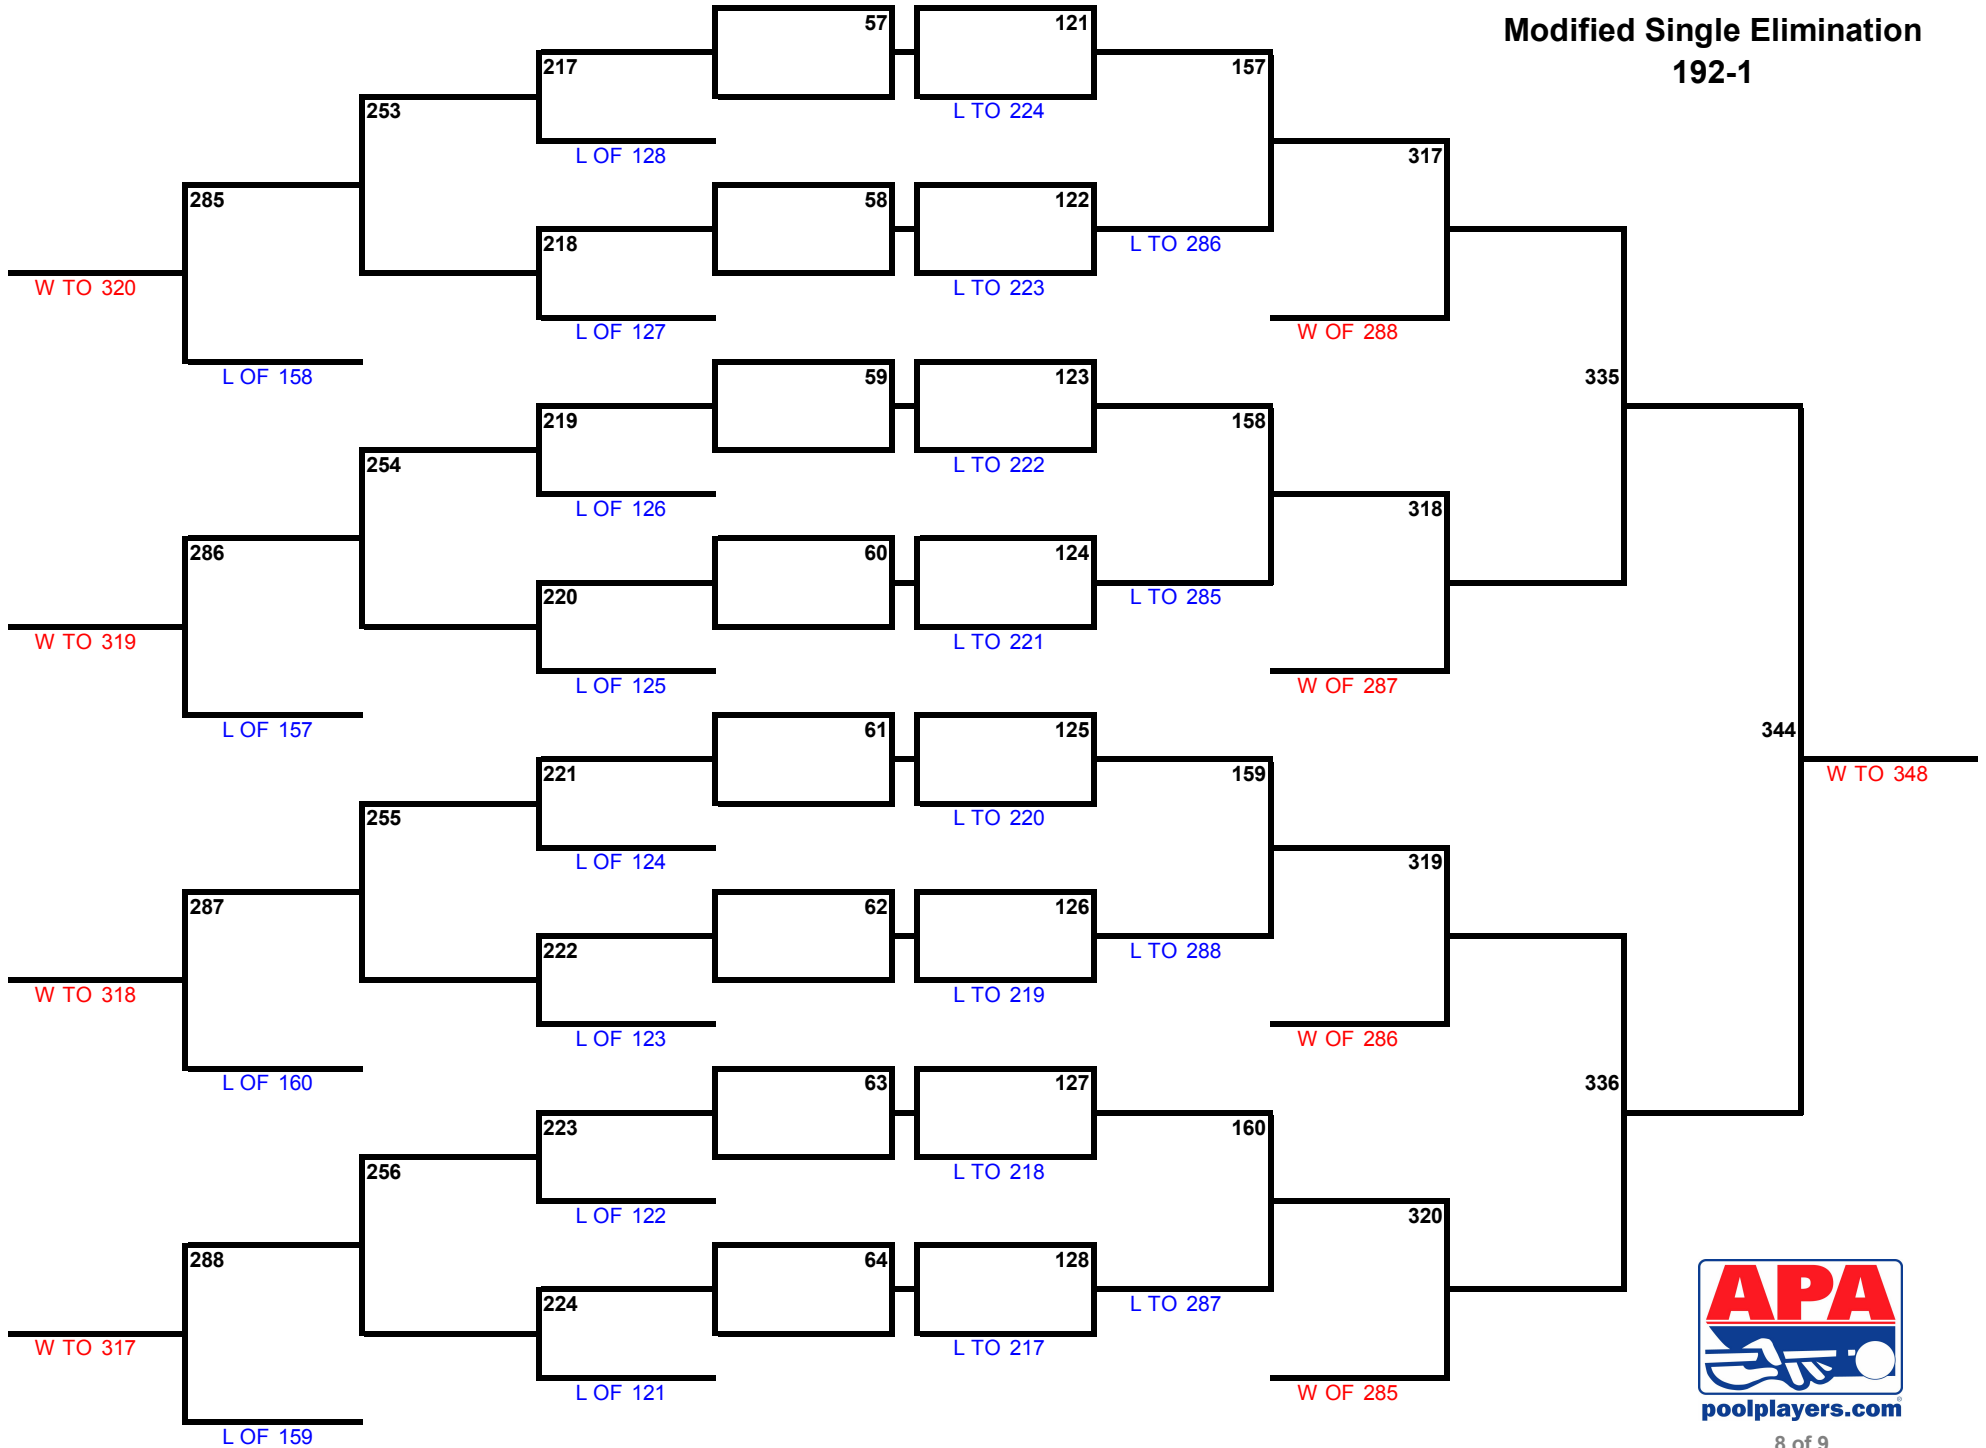 Modified Single Elimination
192-1
57
121
217
157
253
L TO 224
L OF 128
317
285
58
122
218
L TO 286
W TO 320
L TO 223
L OF 127
W OF 288
L OF 158
59
123
335
219
158
254
L TO 222
L OF 126
318
286
60
124
220
L TO 285
W TO 319
L TO 221
L OF 125
W OF 287
L OF 157
61
125
344
221
159
W TO 348
255
L TO 220
L OF 124
319
287
62
126
222
L TO 288
W TO 318
L TO 219
L OF 123
W OF 286
L OF 160
63
127
336
223
160
256
L TO 218
L OF 122
320
288
64
128
224
L TO 287
W TO 317
L TO 217
L OF 121
W OF 285
L OF 159
APA
poolplayers.com
8 of 9